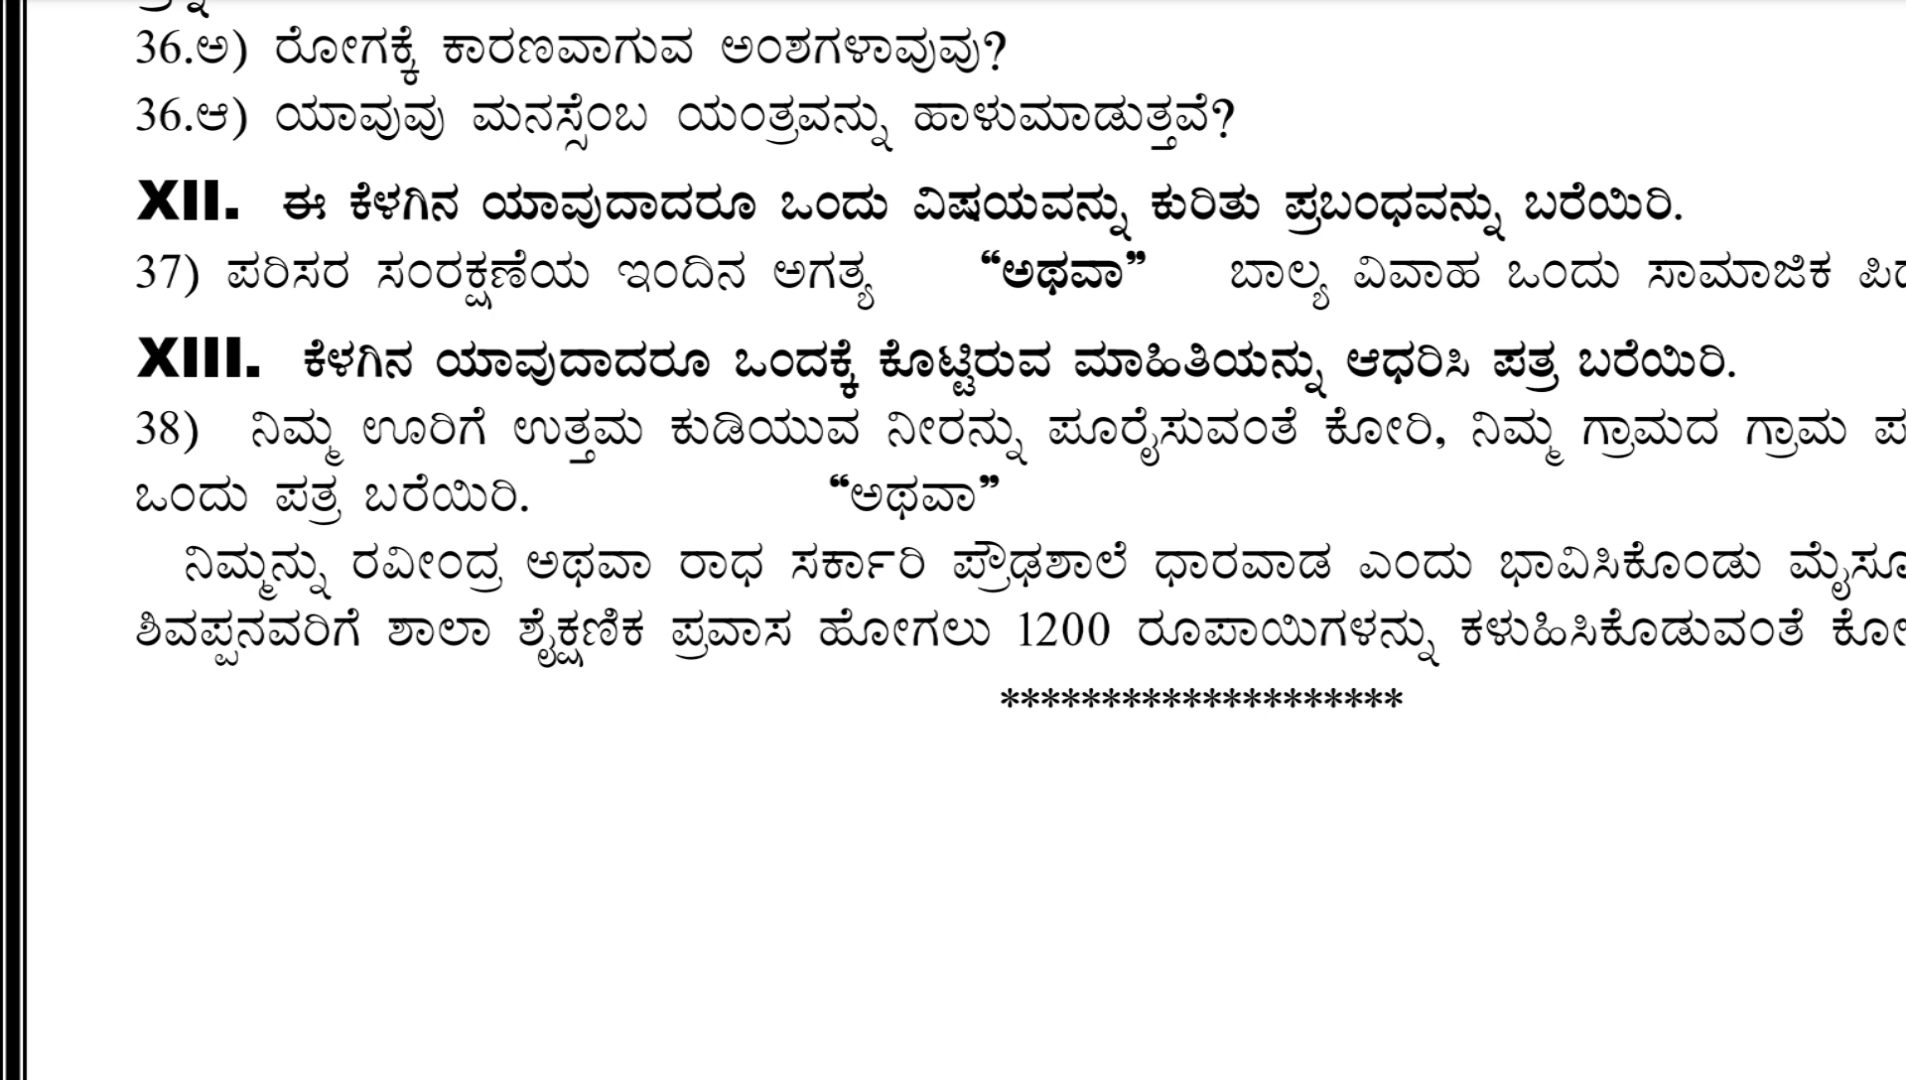 36.ಅ) ರೋಗಕ್ಕೆ ಕಾರಣವಾಗುವ ಅಂಶಗಳಾವುವು?
36.ಆ) ಯಾವುವು ಮನಸ್ಸೆಂಬ ಯಂತ್ರವನ್ನು ಹಾಳುಮಾಡುತ್ತವೆ?
XII. ಈ ಕೆಳಗಿನ ಯಾವುದಾದರೂ ಒಂದು ವಿಷಯವನ್ನು ಕುರಿತು ಪ್ರಬಂಧವನ್ನು ಬರೆಯಿರಿ.
37) ಪರಿಸರ ಸಂರಕ್ಷಣೆಯ ಇಂದಿನ ಅಗತ್ಯ “ಅಥವಾ” ಬಾಲ್ಯ ವಿವಾಹ ಒಂದು ಸಾಮಾಜಿಕ
XIII. ಕೆಳಗಿನ ಯಾವುದಾದರೂ ಒಂದಕ್ಕೆ ಕೊಟ್ಟಿರುವ ಮಾಹಿತಿಯನ್ನು ಆಧರಿಸಿ ಪತ್ರ ಬರೆಯಿರಿ.
38) ನಿಮ್ಮ ಊರಿಗೆ ಉತ್ತಮ ಕುಡಿಯುವ ನೀರನ್ನು ಪೂರೈಸುವಂತೆ ಕೋರಿ, ನಿಮ್ಮ ಗ್ರಾಮದ ಗ್ರಾಮ
ಒಂದು ಪತ್ರ ಬರೆಯಿರಿ. “ಅಥವಾ”
ನಿಮ್ಮನ್ನು ರವೀಂದ್ರ ಅಥವಾ ರಾಧ ಸರ್ಕಾರಿ ಪ್ರೌಢಶಾಲೆ ಧಾರವಾಡ ಎಂದು ಭಾವಿಸಿಕೊಂಡು
ಶಿವಪ್ಪನವರಿಗೆ ಶಾಲಾ ಶೈಕ್ಷಣಿಕ ಪ್ರವಾಸ ಹೋಗಲು 1200 ರೂಪಾಯಿಗಳನ್ನು ಕಳುಹಿಸಿಕೊಡುವಂತೆ
********************